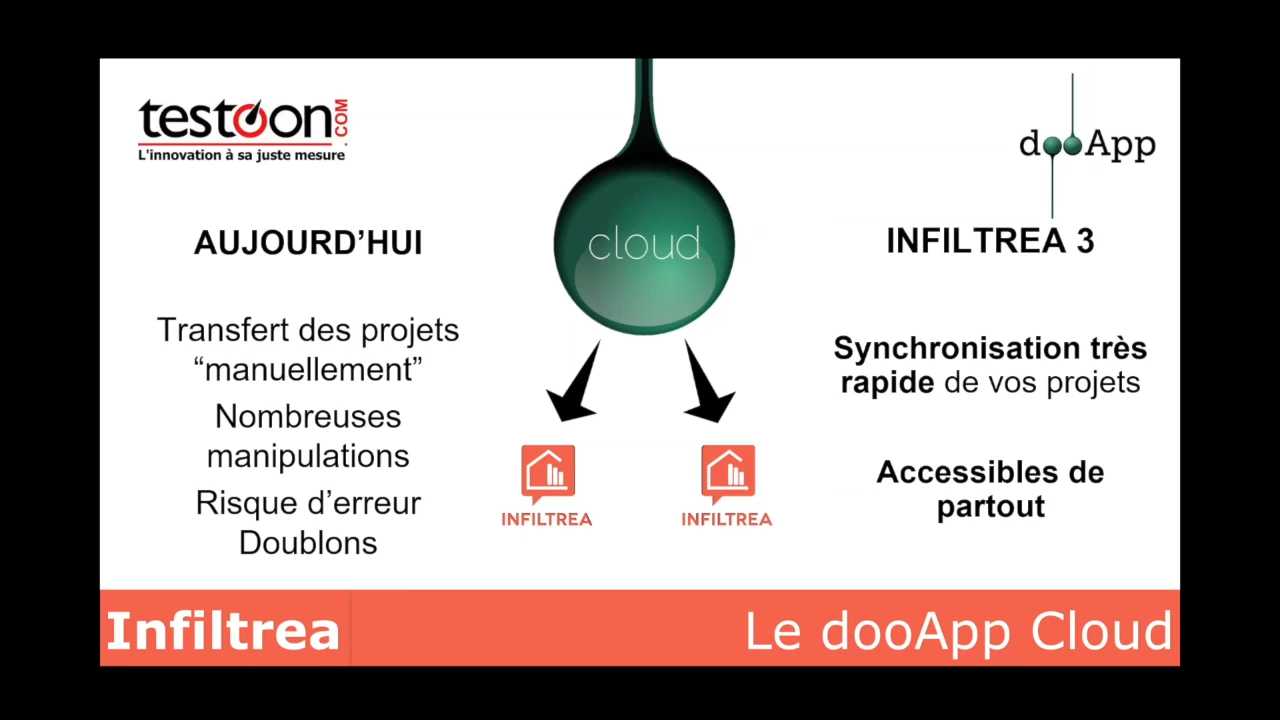 testoon.COM
L'innovation à sa juste mesure
dooApp
cloud
AUJOURD'HUI
Transfert des projets
“manuellement”
Nombreuses
manipulations
Risque d'erreur
Doublons
INFILTREA
INFILTREA
INFILTREA 3
Synchronisation très
rapide de vos projets
Accessibles de
partout
Infiltrea
Le dooApp Cloud